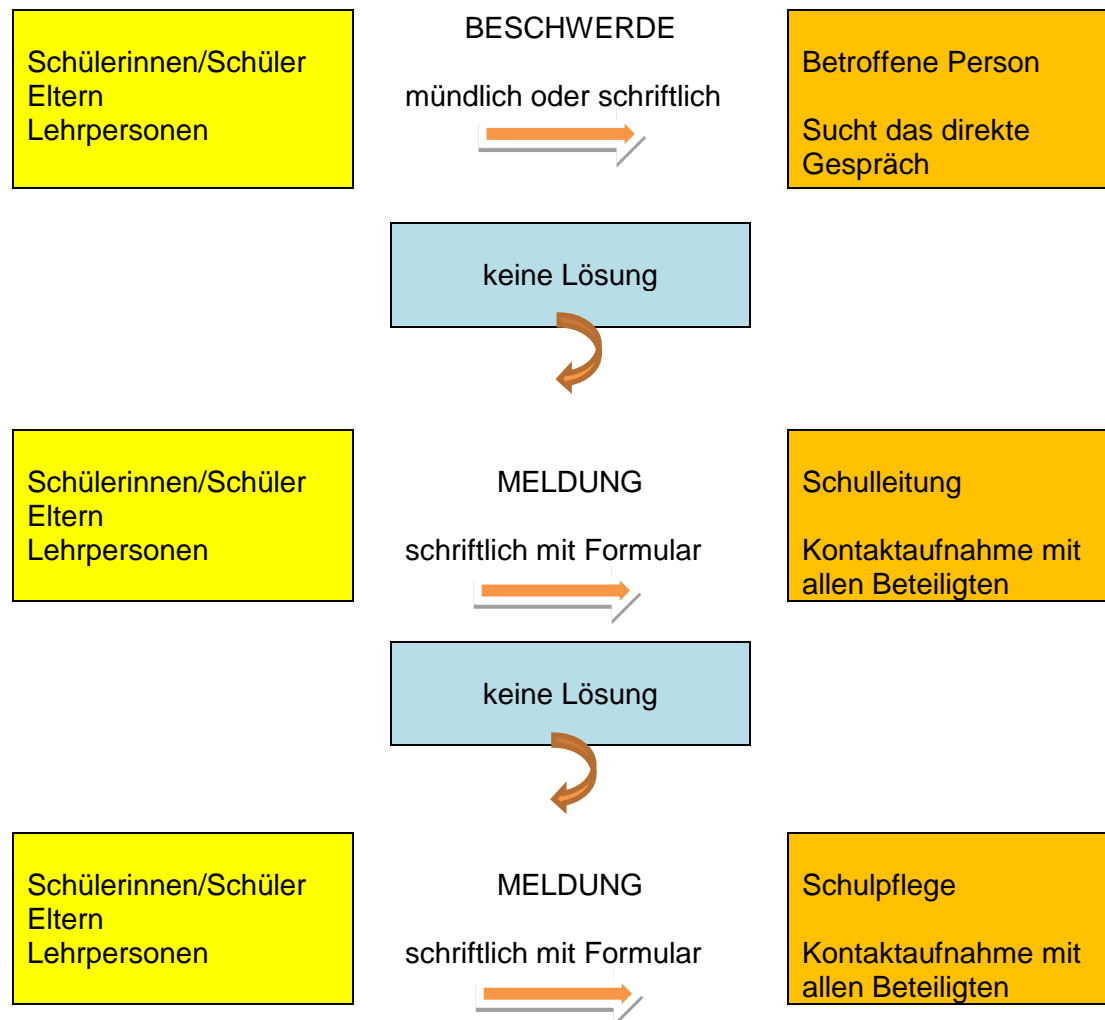 Schülerinnen/Schüler
Eltern
Lehrpersonen
BESCHWERDE
mündlich oder schriftlich
Betroffene Person
Sucht das direkte
Gespräch
keine Lösung
Schülerinnen/Schüler
Eltern
Lehrpersonen
MELDUNG
schriftlich mit Formular
Schulleitung
Kontaktaufnahme mit
allen Beteiligten
keine Lösung
Schülerinnen/Schüler
Eltern
Lehrpersonen
MELDUNG
schriftlich mit Formular
Schulpflege
Kontaktaufnahme mit
allen Beteiligten